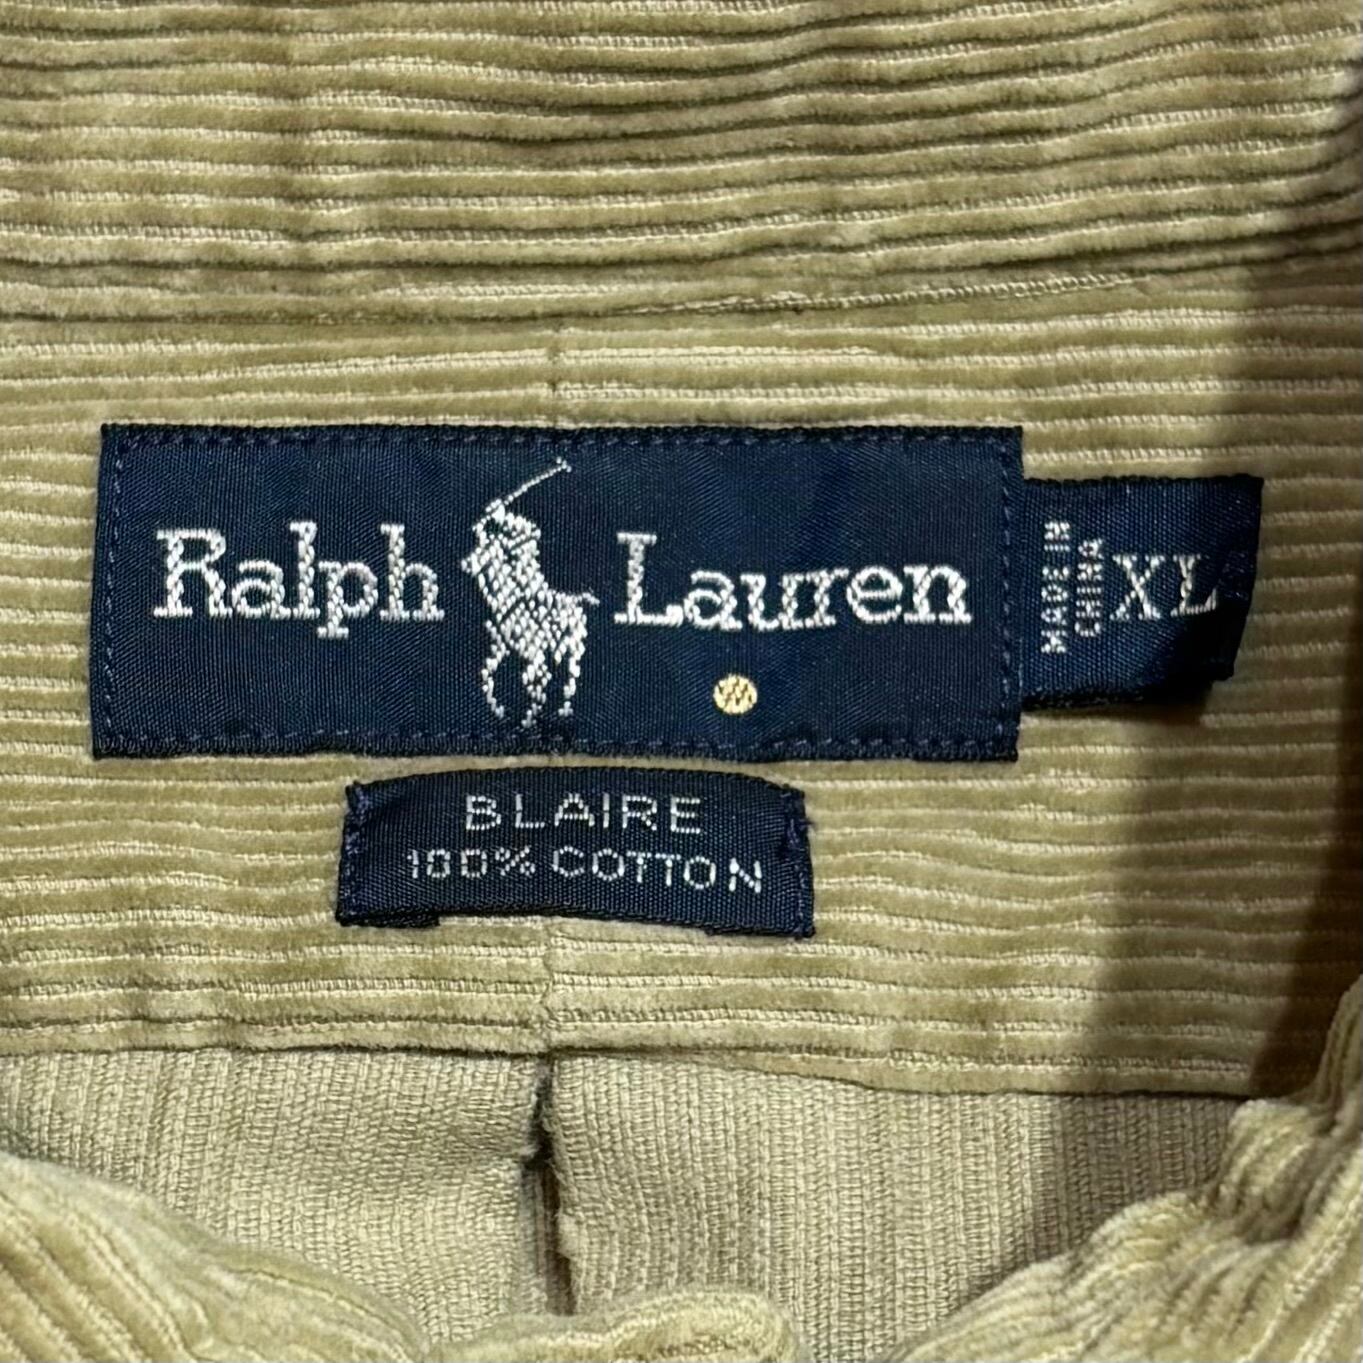 Ralph Lauren
MADE IN
CHINA
XL
BLAIRE
100% COTTON